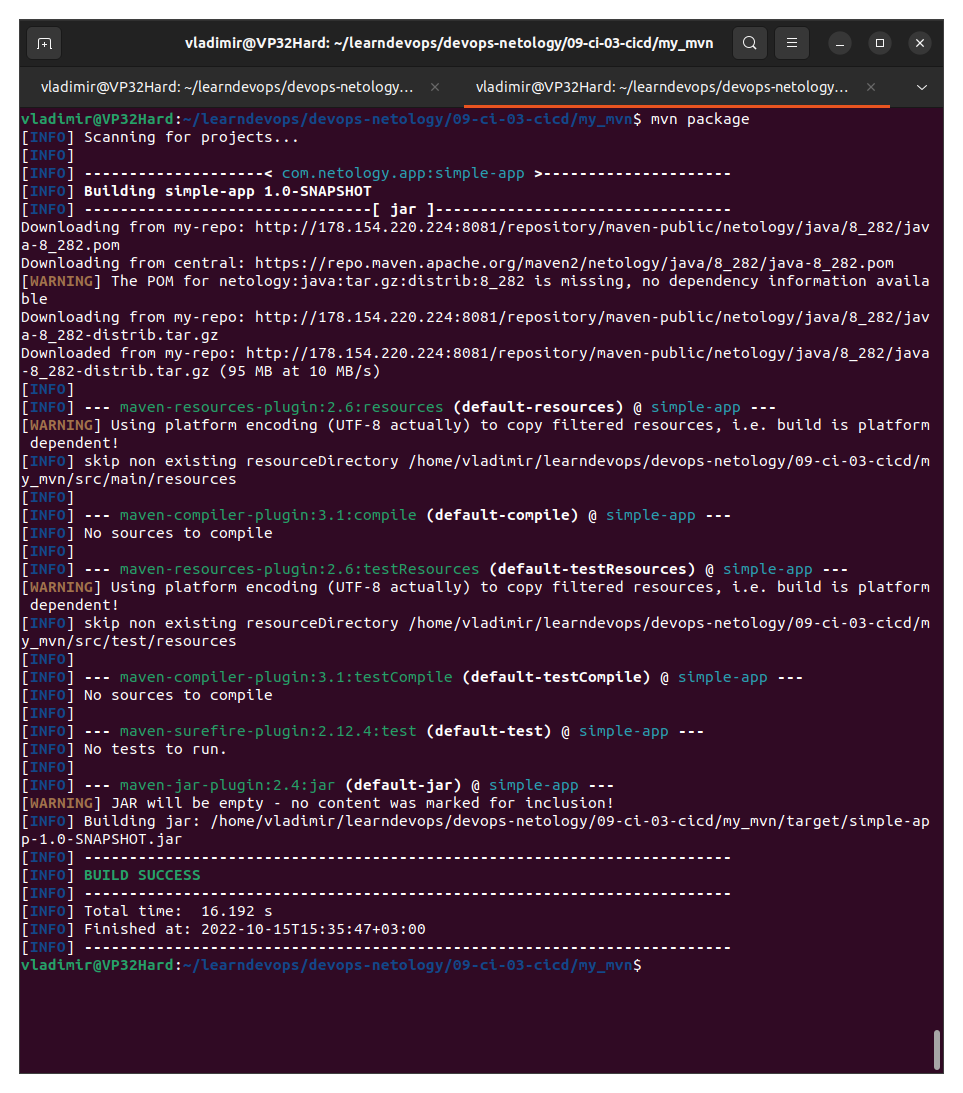 vladimir@VP32Hard: ~/learndevops/devops-netology/09-ci-03-cicd/my_mvn
vladimir@VP32Hard: ~/learndevops/devops-netology...
vladimir@VP32Hard: ~/learndevops/devops-netology...
vladimir@VP32Hard:~/learndevops/devops-netology/09-ci-03-cicd/my_mvn$ mvn package
[INFO] Scanning for projects...
[INFO]
[INFO] --------------------< com.netology.app:simple-app >---------------------
[INFO] Building simple-app 1.0-SNAPSHOT
[INFO] --------------------------------[ jar ]---------------------------------
Downloading from my-repo: http://178.154.220.224:8081/repository/maven-public/netology/java/8_282/jav
a-8_282.pom
Downloading from central: https://repo.maven.apache.org/maven2/netology/java/8_282/java-8_282.pom
[WARNING] The POM for netology:java:tar.gz:distrib:8_282 is missing, no dependency information availa
ble
Downloading from my-repo: http://178.154.220.224:8081/repository/maven-public/netology/java/8_282/jav
a-8_282-distrib.tar.gz
Downloaded from my-repo: http://178.154.220.224:8081/repository/maven-public/netology/java/8_282/java
-8_282-distrib.tar.gz (95 MB at 10 MB/s)
[INFO]
[INFO] --- maven-resources-plugin:2.6:resources (default-resources) @ simple-app ---
[WARNING] Using platform encoding (UTF-8 actually) to copy filtered resources, i.e. build is platform
 dependent!
[INFO] skip non existing resourceDirectory /home/vladimir/learndevops/devops-netology/09-ci-03-cicd/m
y_mvn/src/main/resources
[INFO]
[INFO] --- maven-compiler-plugin:3.1:compile (default-compile) @ simple-app ---
[INFO] No sources to compile
[INFO]
[INFO] --- maven-resources-plugin:2.6:testResources (default-testResources) @ simple-app ---
[WARNING] Using platform encoding (UTF-8 actually) to copy filtered resources, i.e. build is platform
 dependent!
[INFO] skip non existing resourceDirectory /home/vladimir/learndevops/devops-netology/09-ci-03-cicd/m
y_mvn/src/test/resources
[INFO]
[INFO] --- maven-compiler-plugin:3.1:testCompile (default-testCompile) @ simple-app ---
[INFO] No sources to compile
[INFO]
[INFO] --- maven-surefire-plugin:2.12.4:test (default-test) @ simple-app ---
[INFO] No tests to run.
[INFO]
[INFO] --- maven-jar-plugin:2.4:jar (default-jar) @ simple-app ---
[WARNING] JAR will be empty - no content was marked for inclusion!
[INFO] Building jar: /home/vladimir/learndevops/devops-netology/09-ci-03-cicd/my_mvn/target/simple-ap
p-1.0-SNAPSHOT.jar
[INFO] ------------------------------------------------------------------------
[INFO] BUILD SUCCESS
[INFO] ------------------------------------------------------------------------
[INFO] Total time:  16.192 s
[INFO] Finished at: 2022-10-15T15:35:47+03:00
[INFO] ------------------------------------------------------------------------
vladimir@VP32Hard:~/learndevops/devops-netology/09-ci-03-cicd/my_mvn$